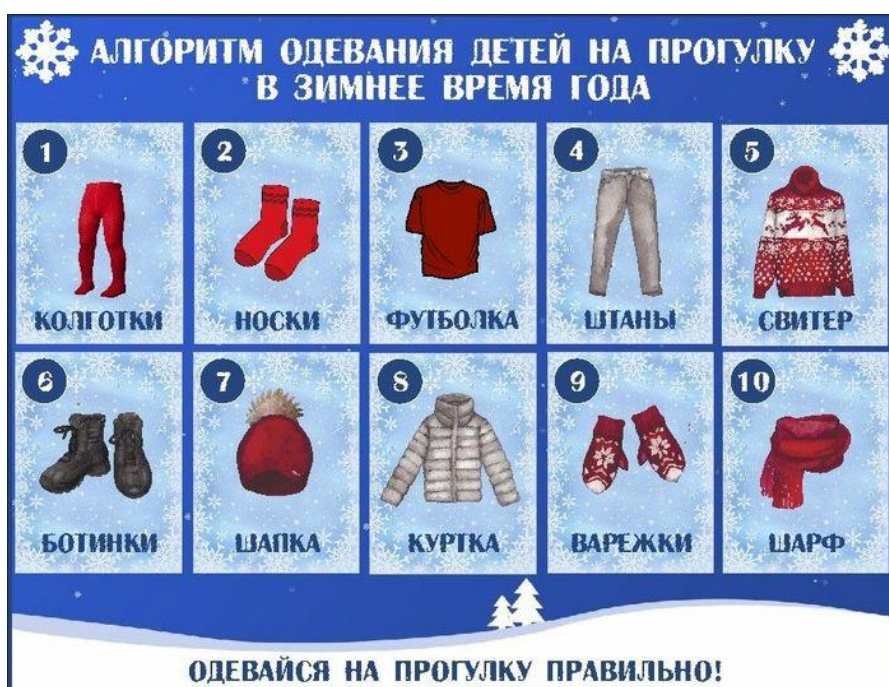 АЛГОРИТМ ОДЕВАНИЯ ДЕТЕЙ НА ПРОГУЛКУ
В ЗИМНЕЕ ВРЕМЯ ГОДА
1
КОЛГОТКИ
2
НОСКИ
3
ФУТБОЛКА
4
ШТАНЫ
5
СВИТЕР
6
БОТИНКИ
7
ШАПКА
8
КУРТКА
9
ВАРЕЖКИ
10
ШАРФ
ОДЕВАЙСЯ НА ПРОГУЛКУ ПРАВИЛЬНО!